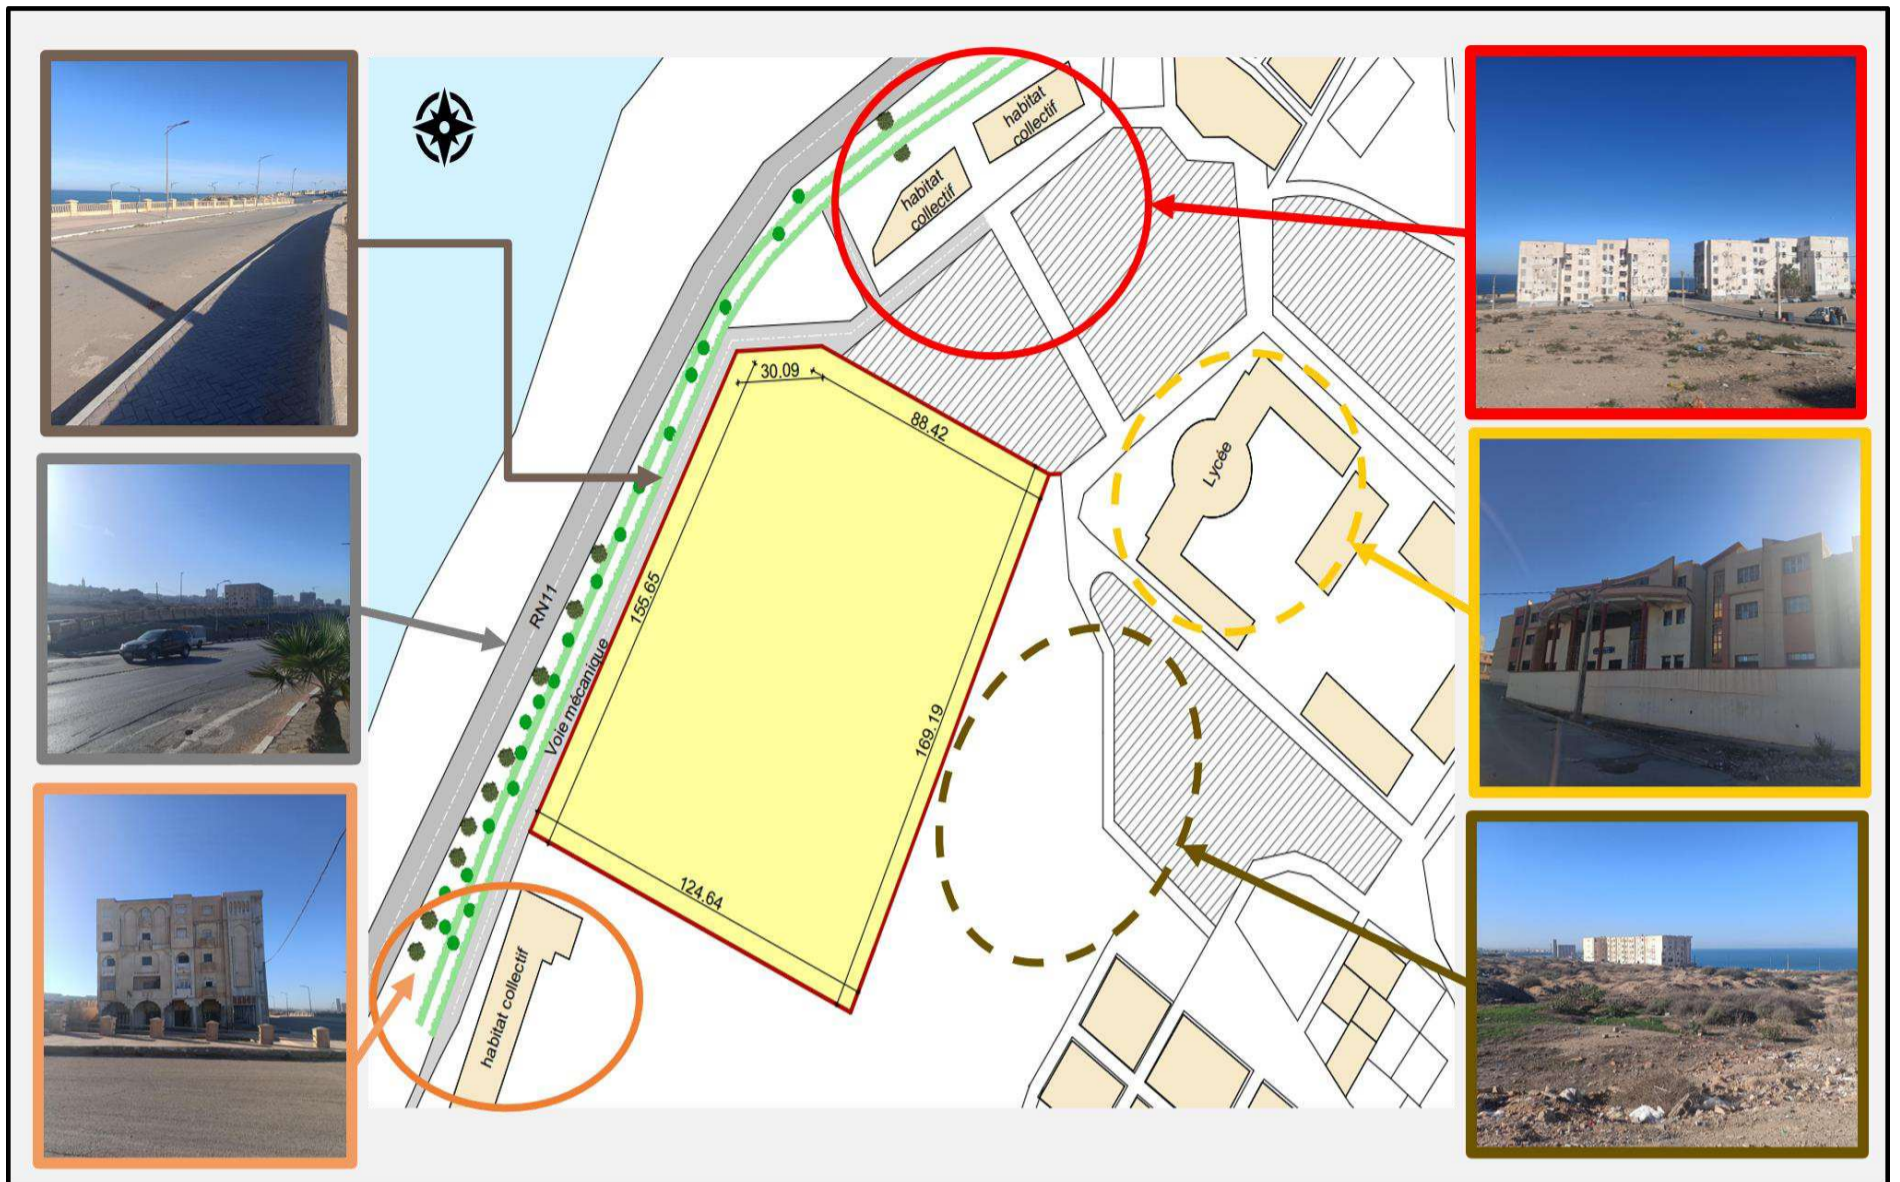 habitat
collectif
habitat
collectif
30.09
88.42
Lycée
RN11
155.65
Voie mécanique
169.19
124.64
habitat collectif